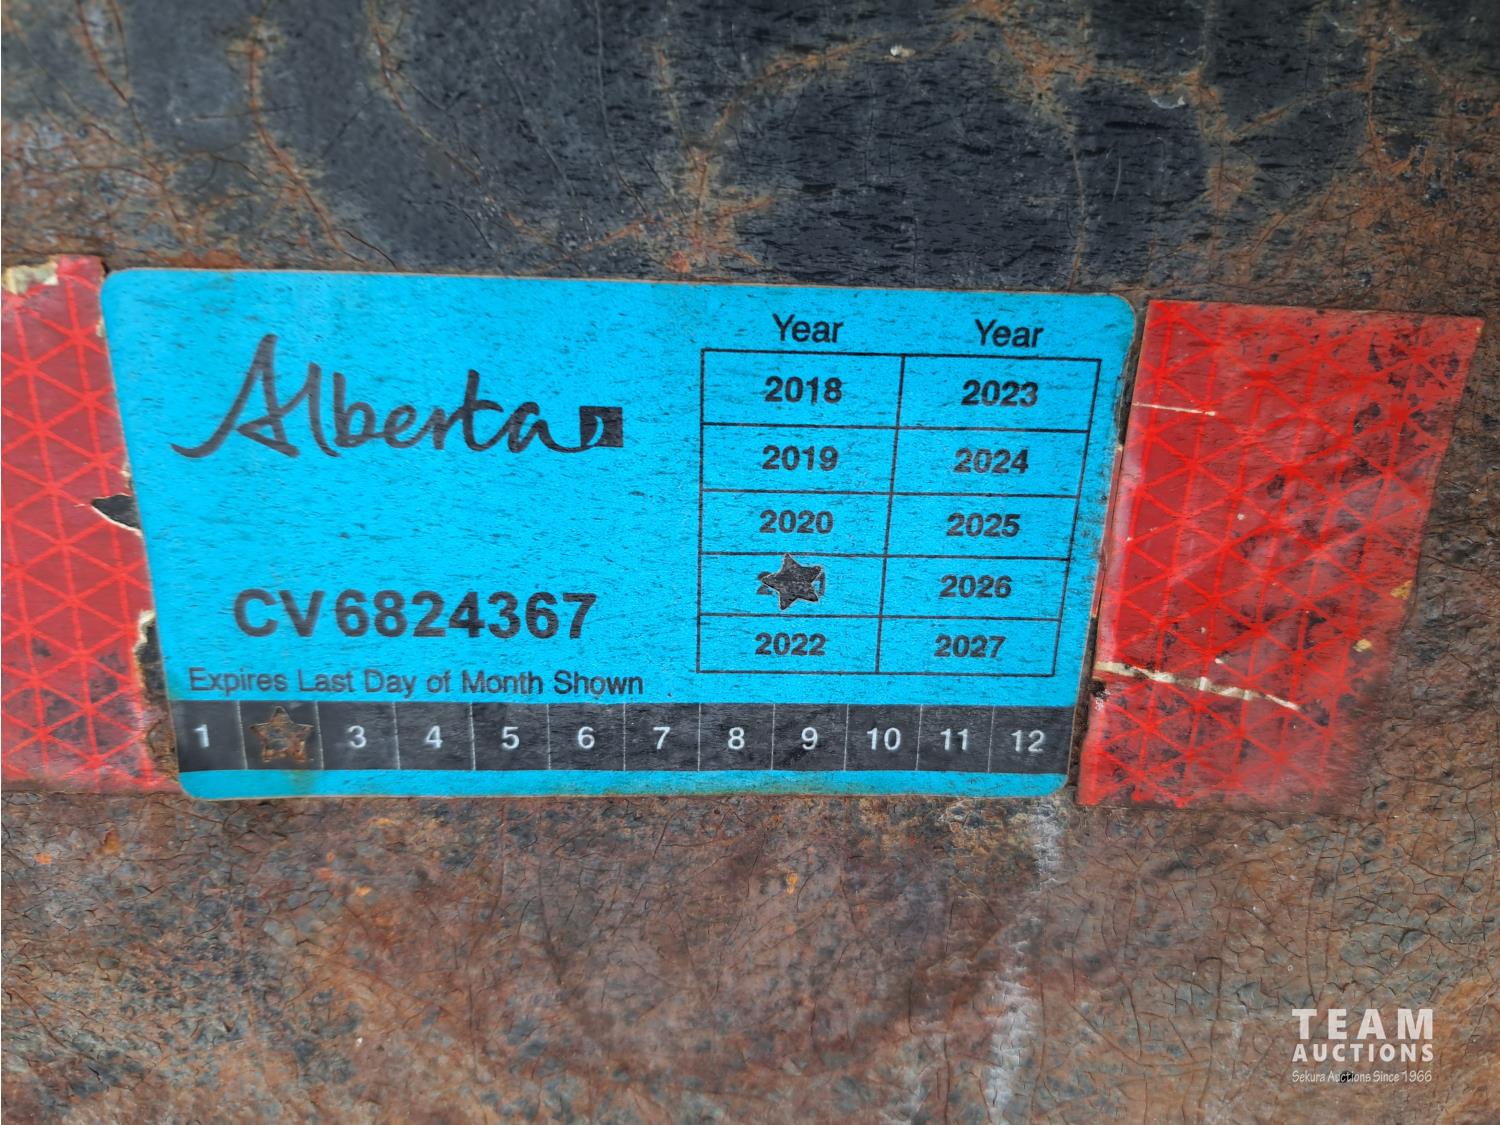 Alberta
Year Year
2018 2023
2019 2024
2020 2025
2026
2022 2027
CV6824367
Expires Last Day of Month Shown
1 3 4 5 6 7 8 9 10 11 12
TEAM
AUCTIONS
Sekura Auctions Since 1966